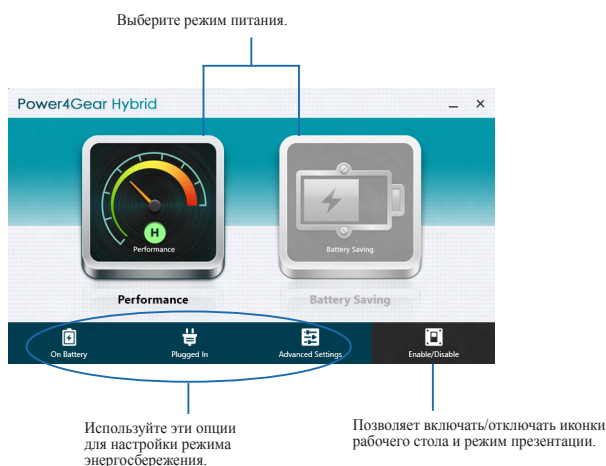 Выберите режим питания.
Power4Gear Hybrid
H
Performance
Battery Saving
Performance
Battery Saving
On Battery
Plugged In
Advanced Settings
Enable/Disable
Используйте эти опции
для настройки режима
энергосбережения.
Позволяет включать/отключать иконки
рабочего стола и режим презентации.